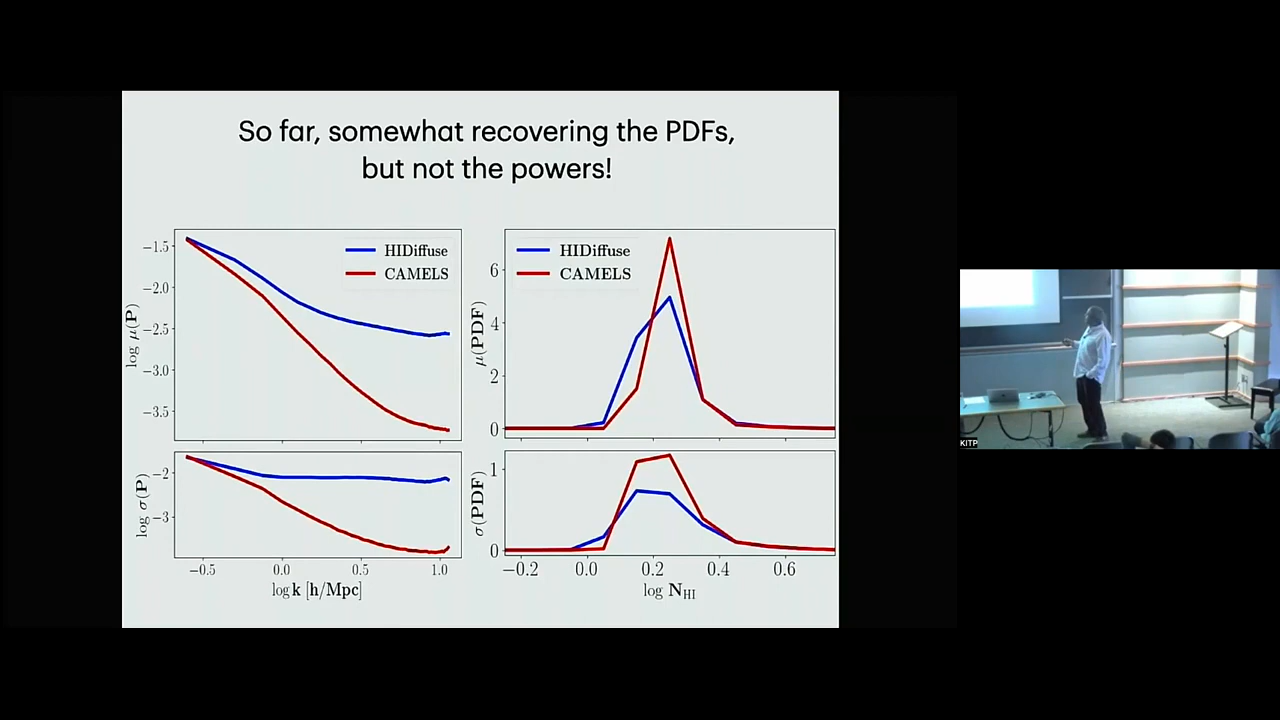 So far, somewhat recovering the PDFs,
but not the powers!
HIDiffuse
CAMELS
−1.5
−2.0
−2.5
−3.0
−3.5
log μ(P)
HIDiffuse
CAMELS
6
4
2
0
μ(PDF)
−2
−3
log σ(P)
−0.5
0.0
0.5
1.0
log k [h/Mpc]
1
0
σ(PDF)
−0.2
0.0
0.2
0.4
0.6
log N_HI
KITP